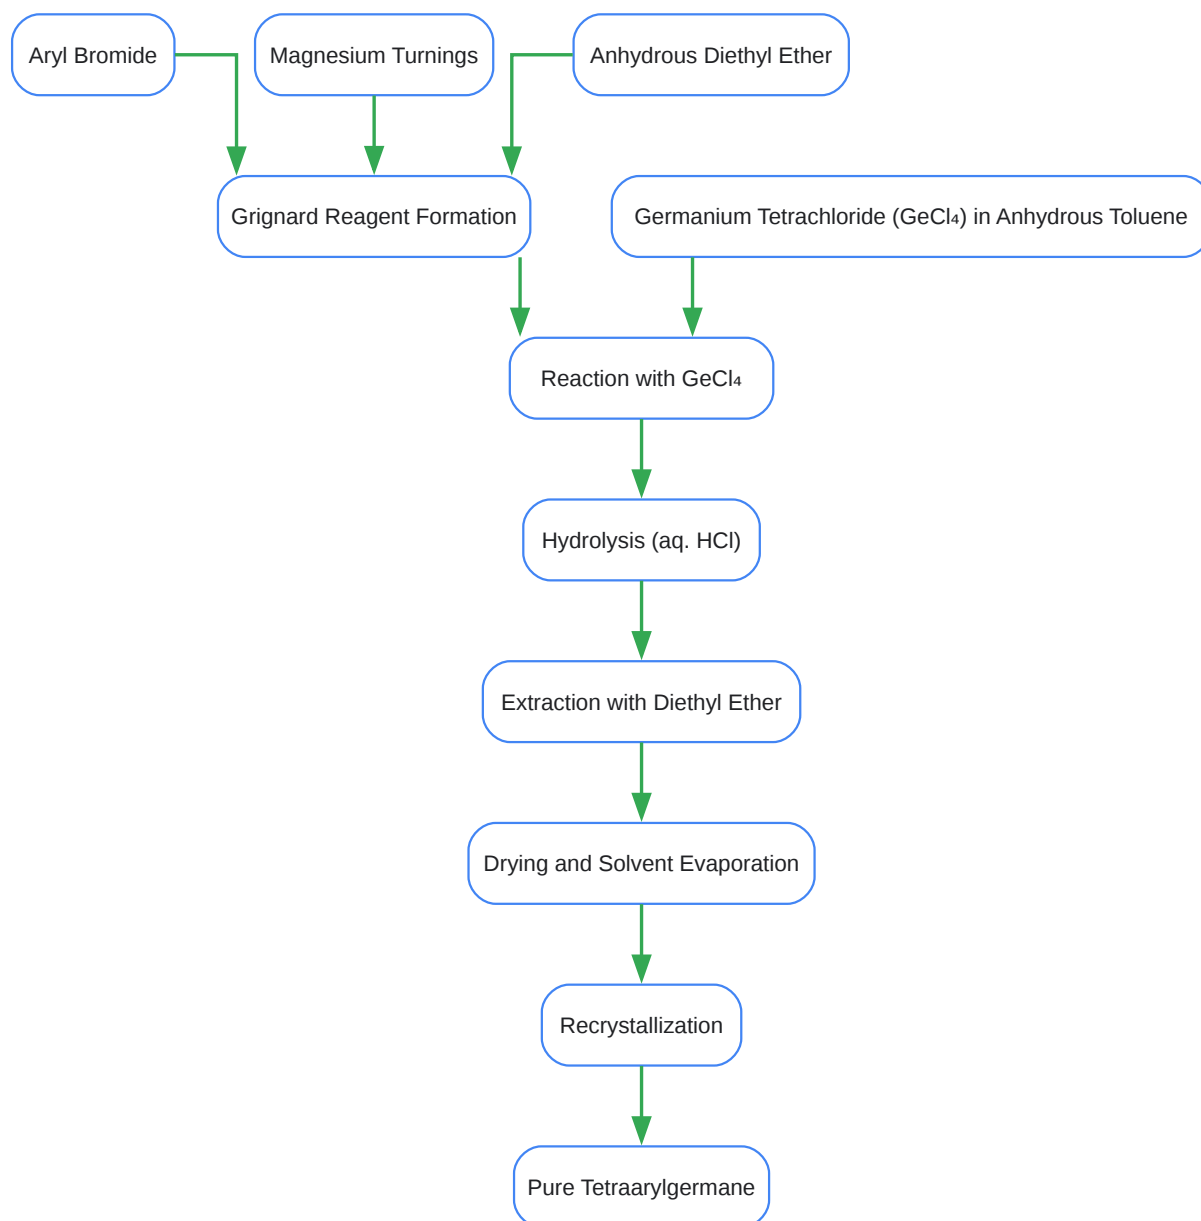 Aryl Bromide
Magnesium Turnings
Anhydrous Diethyl Ether
Grignard Reagent Formation
Germanium Tetrachloride (GeCl₄) in Anhydrous Toluene
Reaction with GeCl₄
Hydrolysis (aq. HCl)
Extraction with Diethyl Ether
Drying and Solvent Evaporation
Recrystallization
Pure Tetraarylgermane